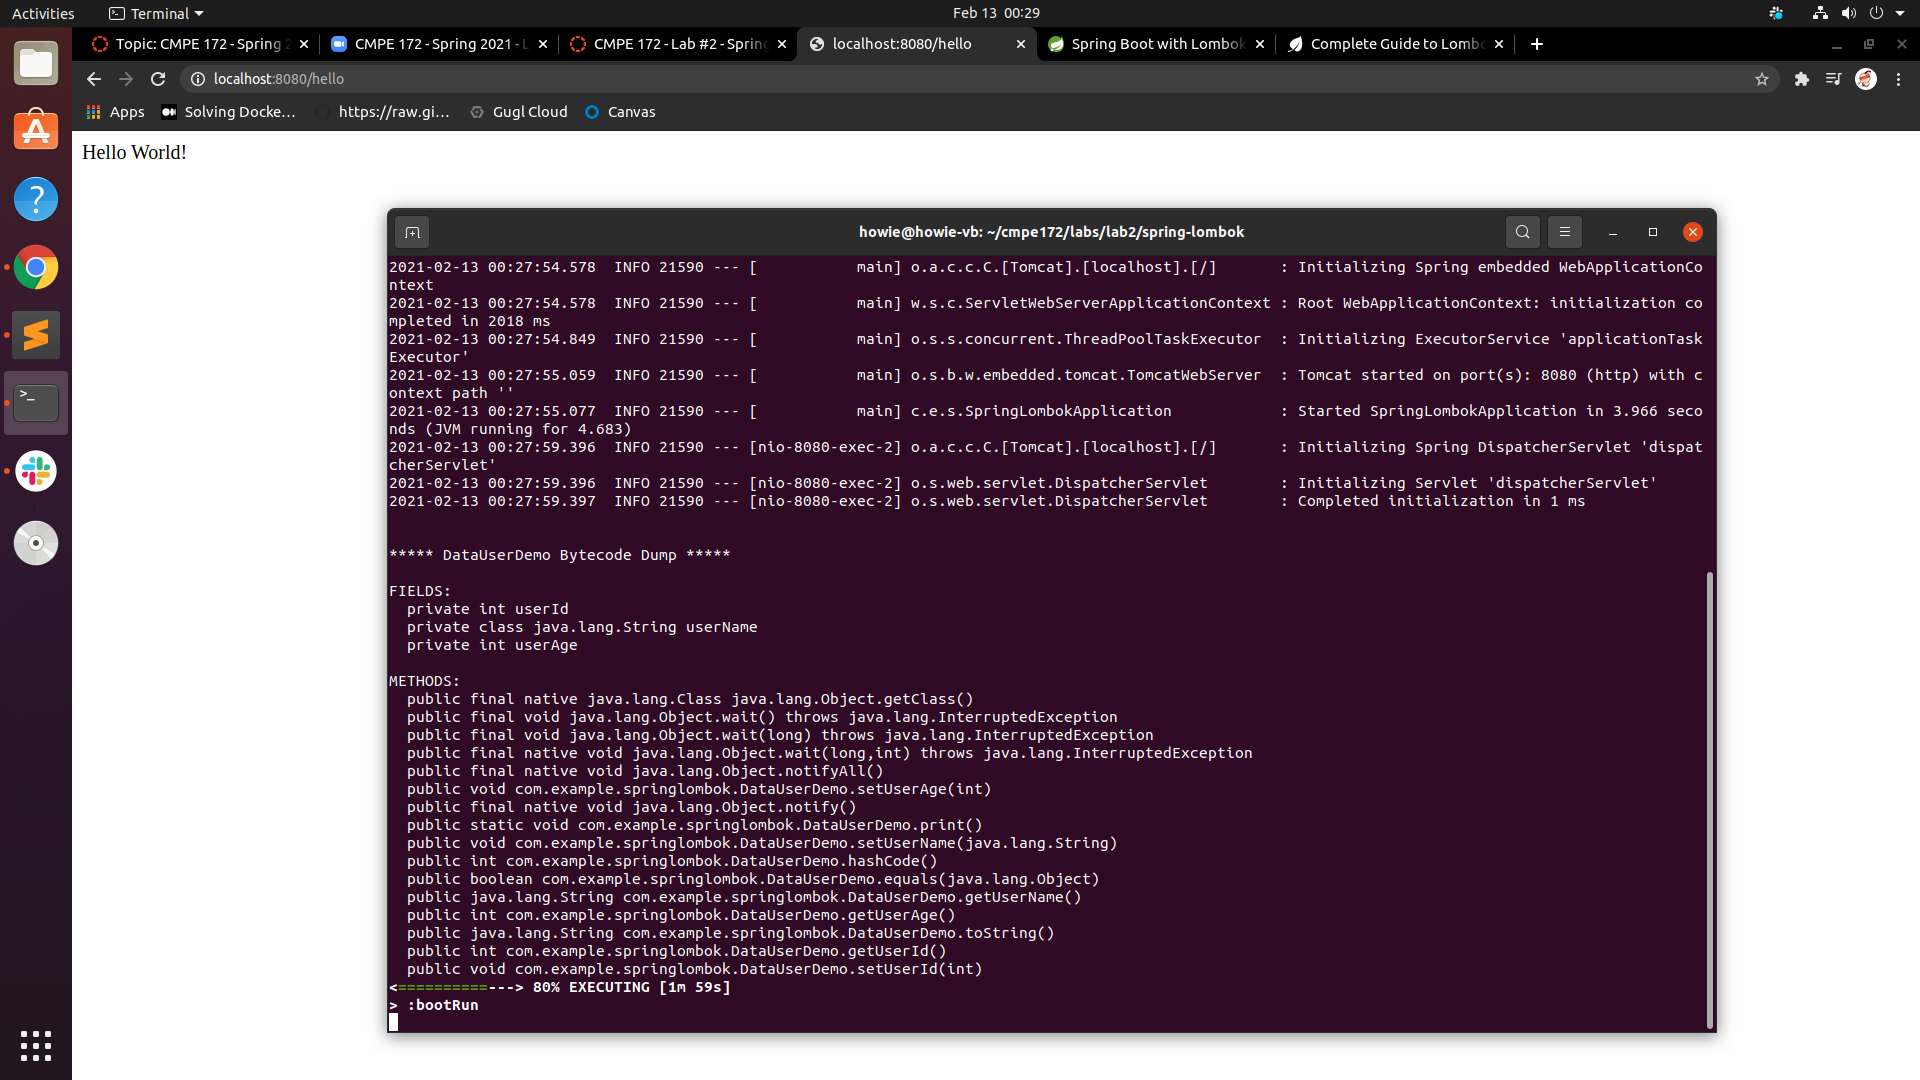 Activities
Terminal
Feb 13 00:29
Topic: CMPE 172 - Spring 2
CMPE 172 - Spring 2021 - L
CMPE 172 - Lab #2 - Spring
localhost:8080/hello
Spring Boot with Lombok
Complete Guide to Lombo
localhost:8080/hello
Apps
Solving Docke...
https://raw.gi...
Gugl Cloud
Canvas
Hello World!
howie@howie-vb: ~/cmpe172/labs/lab2/spring-lombok
2021-02-13 00:27:54.578  INFO 21590 --- [           main] o.a.c.c.C.[Tomcat].[localhost].[/]       : Initializing Spring embedded WebApplicationCo
ntext
2021-02-13 00:27:54.578  INFO 21590 --- [           main] w.s.c.ServletWebServerApplicationContext : Root WebApplicationContext: initialization co
mpleted in 2018 ms
2021-02-13 00:27:54.849  INFO 21590 --- [           main] o.s.s.concurrent.ThreadPoolTaskExecutor  : Initializing ExecutorService 'applicationTask
Executor'
2021-02-13 00:27:55.059  INFO 21590 --- [           main] o.s.b.w.embedded.tomcat.TomcatWebServer  : Tomcat started on port(s): 8080 (http) with c
ontext path ''
2021-02-13 00:27:55.077  INFO 21590 --- [           main] c.e.s.SpringLombokApplication            : Started SpringLombokApplication in 3.966 seco
nds (JVM running for 4.683)
2021-02-13 00:27:59.396  INFO 21590 --- [nio-8080-exec-2] o.a.c.c.C.[Tomcat].[localhost].[/]       : Initializing Spring DispatcherServlet 'dispat
cherServlet'
2021-02-13 00:27:59.396  INFO 21590 --- [nio-8080-exec-2] o.s.web.servlet.DispatcherServlet        : Initializing Servlet 'dispatcherServlet'
2021-02-13 00:27:59.397  INFO 21590 --- [nio-8080-exec-2] o.s.web.servlet.DispatcherServlet        : Completed initialization in 1 ms
***** DataUserDemo Bytecode Dump *****
FIELDS:
private int userId
private class java.lang.String userName
private int userAge
METHODS:
public final native java.lang.Class java.lang.Object.getClass()
public final void java.lang.Object.wait() throws java.lang.InterruptedException
public final void java.lang.Object.wait(long) throws java.lang.InterruptedException
public final native void java.lang.Object.wait(long,int) throws java.lang.InterruptedException
public final native void java.lang.Object.notifyAll()
public void com.example.springlombok.DataUserDemo.setUserAge(int)
public final native void java.lang.Object.notify()
public static void com.example.springlombok.DataUserDemo.print()
public void com.example.springlombok.DataUserDemo.setUserName(java.lang.String)
public int com.example.springlombok.DataUserDemo.hashCode()
public boolean com.example.springlombok.DataUserDemo.equals(java.lang.Object)
public java.lang.String com.example.springlombok.DataUserDemo.getUserName()
public int com.example.springlombok.DataUserDemo.getUserAge()
public java.lang.String com.example.springlombok.DataUserDemo.toString()
public int com.example.springlombok.DataUserDemo.getUserId()
public void com.example.springlombok.DataUserDemo.setUserId(int)
<==========---> 80% EXECUTING [1m 59s]
> :bootRun